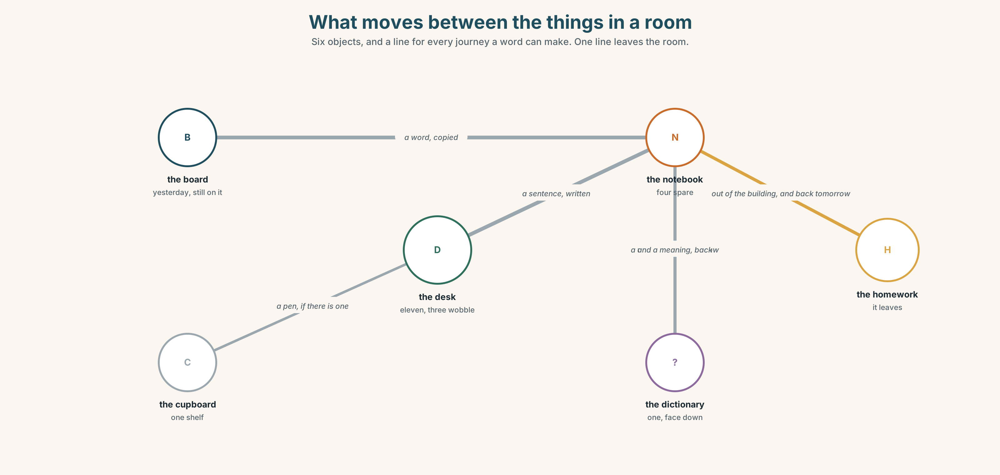 What moves between the things in a room
Six objects, and a line for every journey a word can make. One line leaves the room.
B
a word, copied
N
the board
yesterday, still on it
the notebook
four spare
a sentence, written
out of the building, and back tomorrow
D
and a meaning, back
H
the desk
eleven, three wobble
the homework
it leaves
a pen, if there is one
C
?
the cupboard
one shelf
the dictionary
one, face down